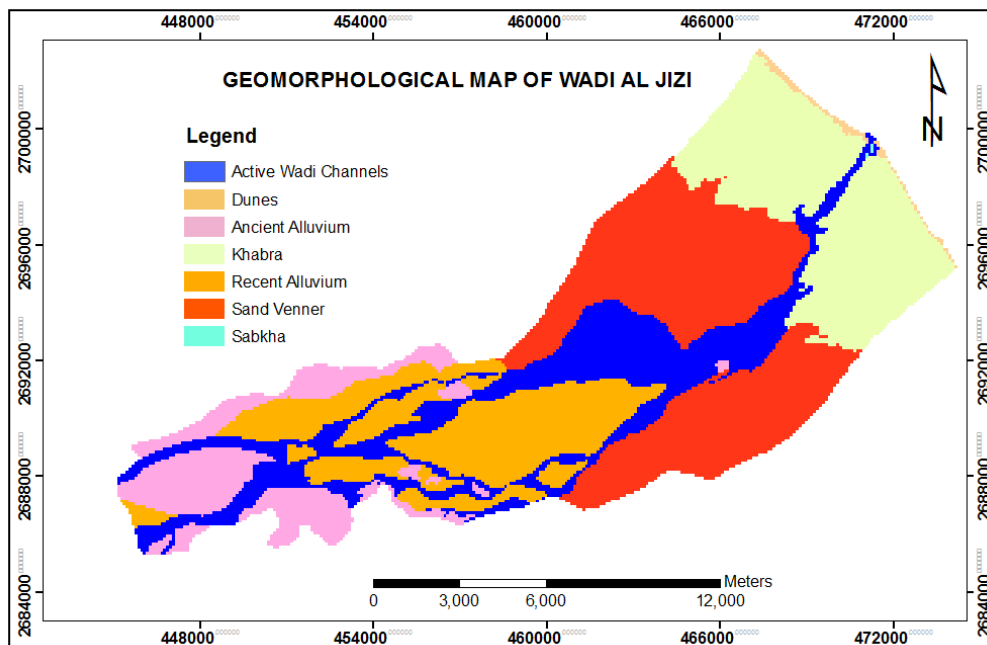 448000 454000 460000 466000 472000
GEOMORPHOLOGICAL MAP OF WADI AL JIZI
N
Legend
Active Wadi Channels
Dunes
Ancient Alluvium
Khabra
Recent Alluvium
Sand Venner
Sabkha
2700000 2700000
2696000 2696000
2692000 2692000
2688000 2688000
2684000 2684000
Meters
0 3,000 6,000 12,000
448000 454000 460000 466000 472000